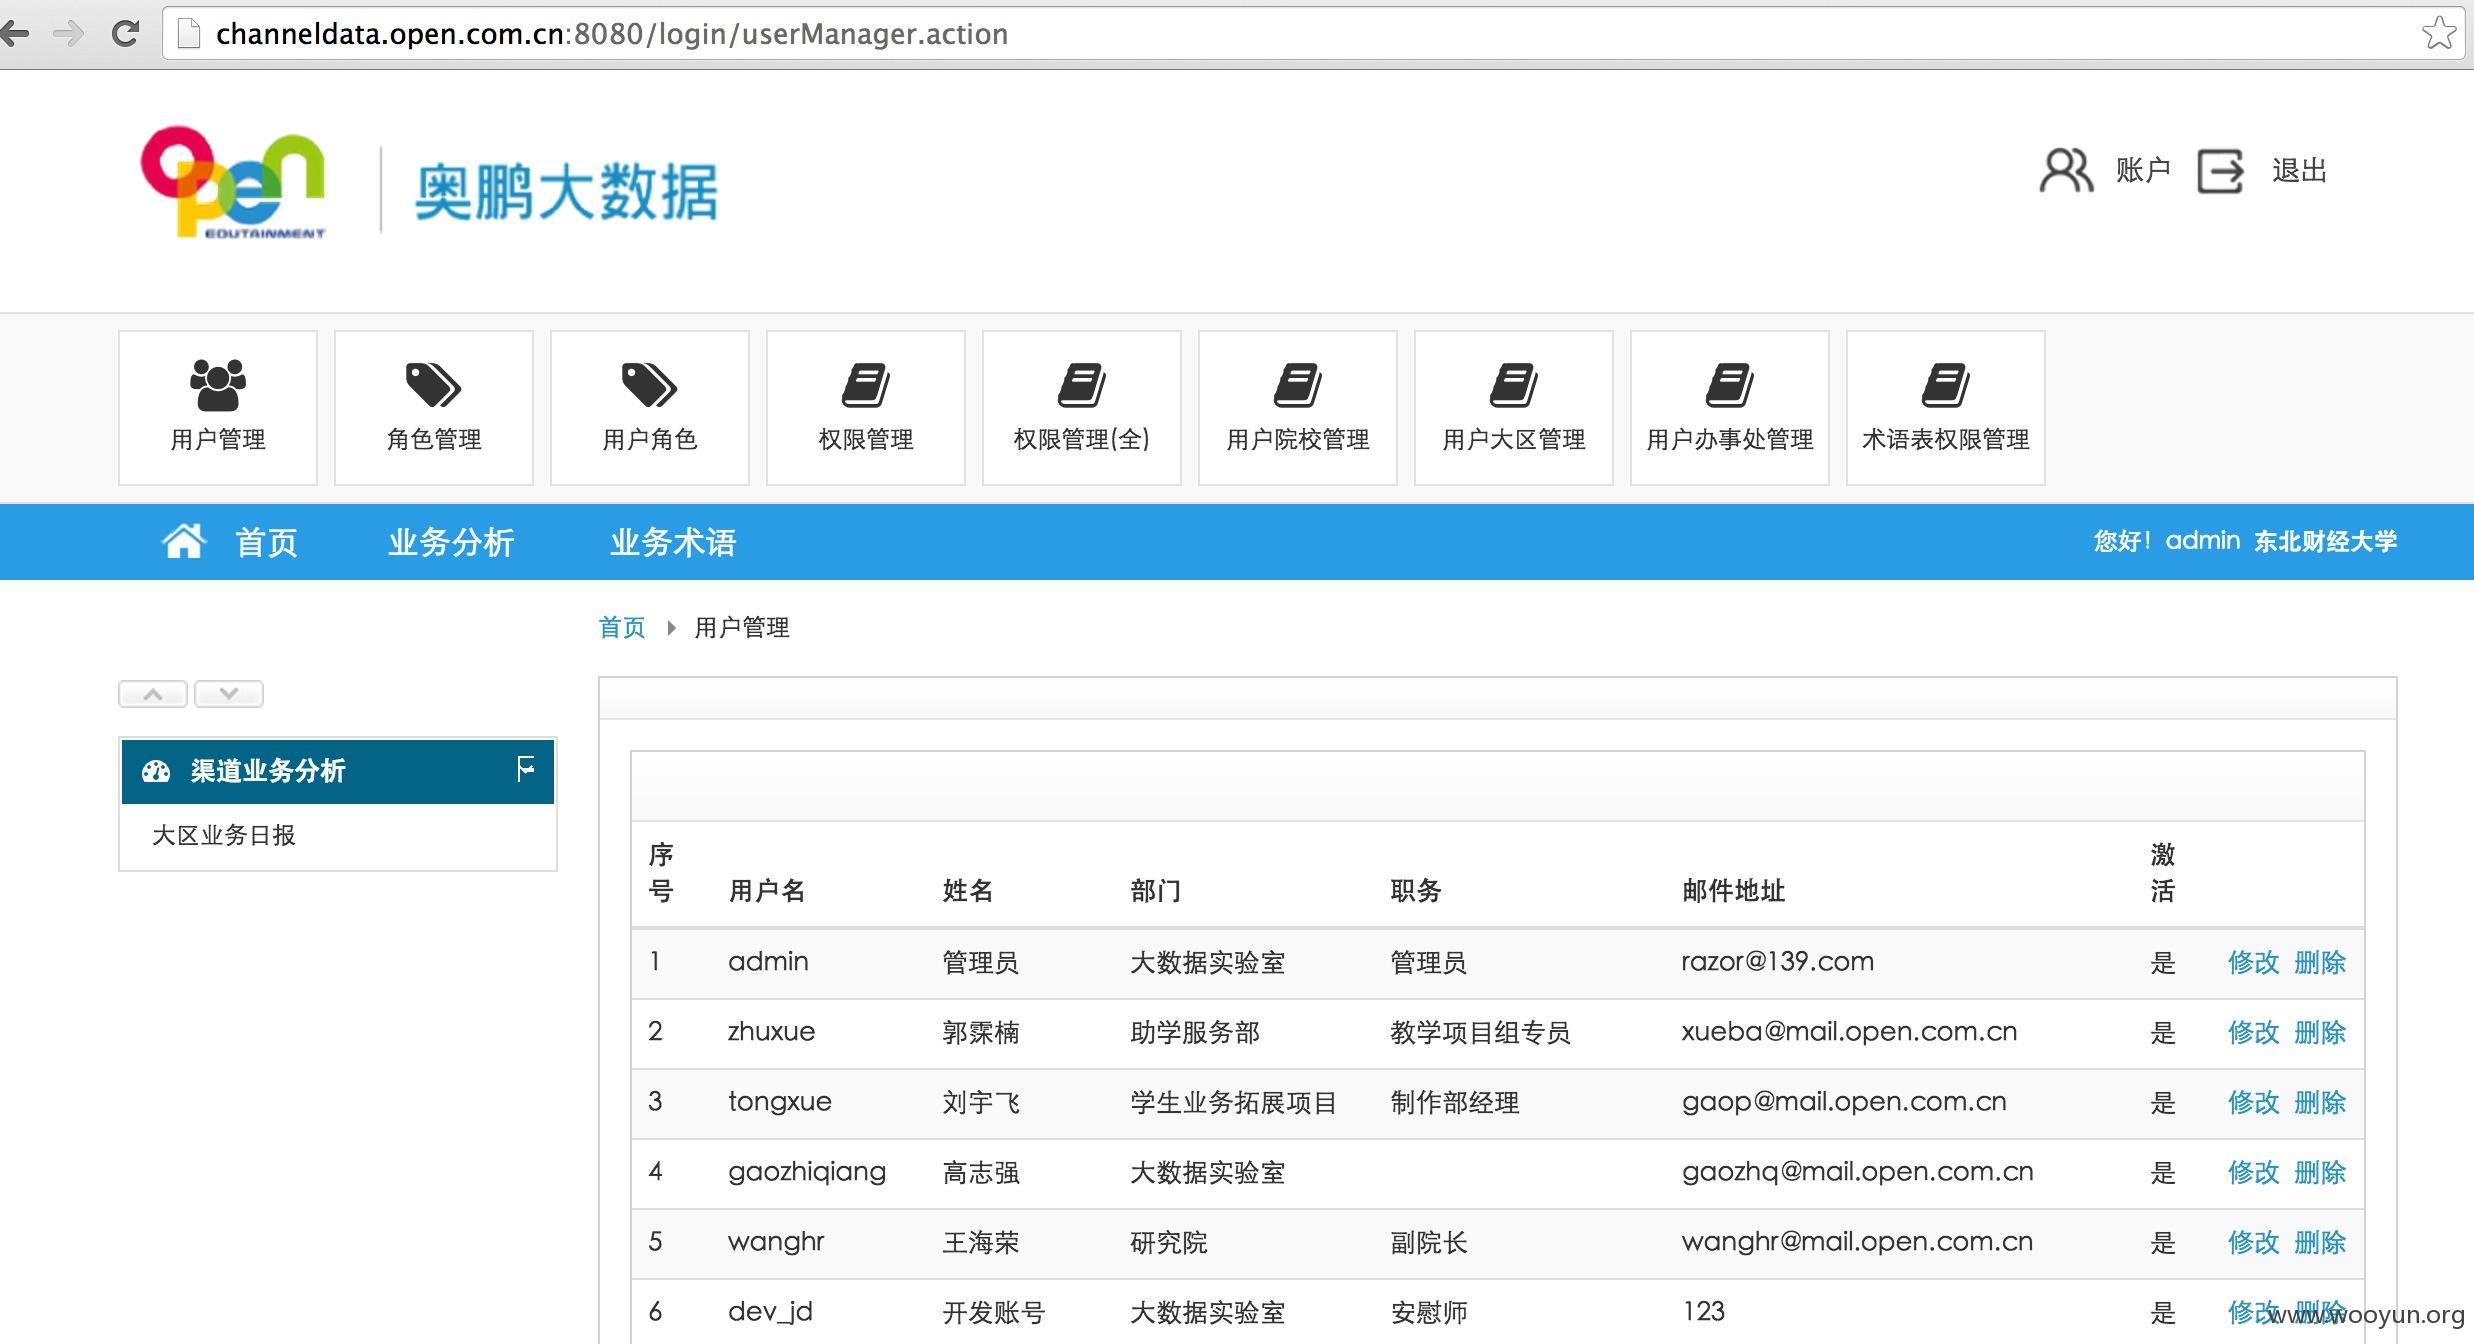 channeldata.open.com.cn:8080/login/userManager.action
open
EDUTAINMENT
奥鹏大数据
账户 退出
用户管理 角色管理 用户角色 权限管理 权限管理(全) 用户院校管理 用户大区管理 用户办事处管理 术语表权限管理
首页 业务分析 业务术语 您好！admin 东北财经大学
首页 用户管理
渠道业务分析
大区业务日报
序号 用户名 姓名 部门 职务 邮件地址 激活
1 admin 管理员 大数据实验室 管理员 razor@139.com 是 修改 删除
2 zhuxue 郭霂楠 助学服务部 教学项目组专员 xueba@mail.open.com.cn 是 修改 删除
3 tongxue 刘宇飞 学生业务拓展项目 制作部经理 gaop@mail.open.com.cn 是 修改 删除
4 gaozhiqiang 高志强 大数据实验室 gaozhq@mail.open.com.cn 是 修改 删除
5 wanghr 王海荣 研究院 副院长 wanghr@mail.open.com.cn 是 修改 删除
6 dev_jd 开发账号 大数据实验室 安慰师 123 是 修改 删除
www.wooyun.org